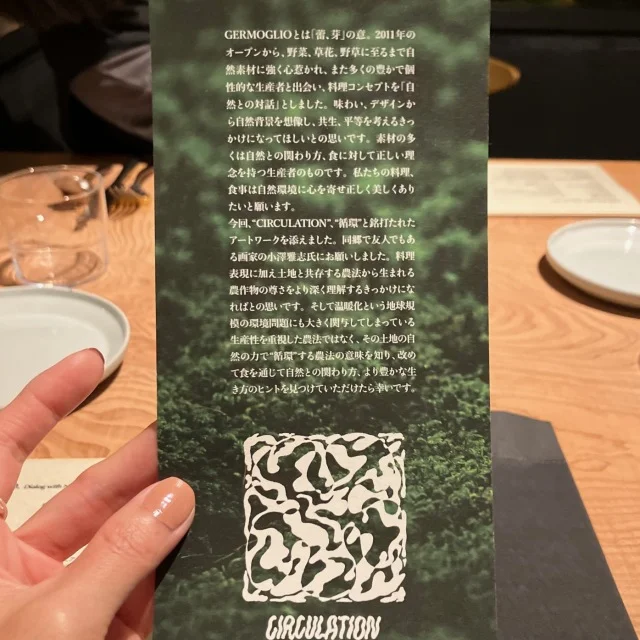 GERMOGLIOとは「蕾、芽」の意。2011年の
オープンから、野菜、草花、野草に至るまで自
然素材に強く心惹かれ、また多くの豊かで個
性的な生産者と出会い、料理コンセプトを「自
然との対話」としました。味わい、デザインか
ら自然背景を想像し、共生、平等を考えるきっ
かけになってほしいとの思いです。素材の多
くは自然との関わり方、食に対して正しい理
念を持つ生産者のものです。私たちの料理、
食事は自然環境に心を寄せ正しく美しくあり
たいと願います。
今回、“CIRCULATION”、“循環”と銘打たれた
アートワークを添えました。同郷で友人でもあ
る画家の小澤雅志氏にお願いしました。料理
表現に加え土地と共存する農法から生まれる
農作物の尊さをより深く理解するきっかけにな
ればとの思いです。そして温暖化という地球規
模の環境問題にも大きく関与してしまっている
生産性を重視した農法ではなく、その土地の自
然の力で“循環”する農法の意味を知り、改め
て食を通じて自然との関わり方、より豊かな生
き方のヒントを見つけていただけたら幸いです。
CIRCULATION
Dialog with